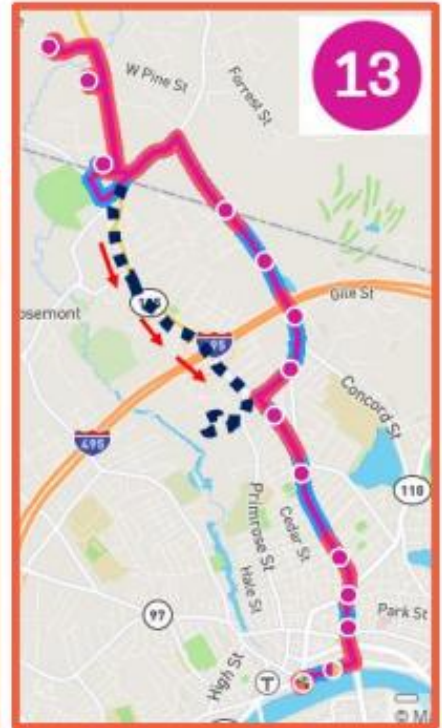 13
W Pine St
Forrest St
Gile St
osemont
95
495
Concord St
110
Primrose St
Cedar St
Hale St
97
Park St
High St
T
© M